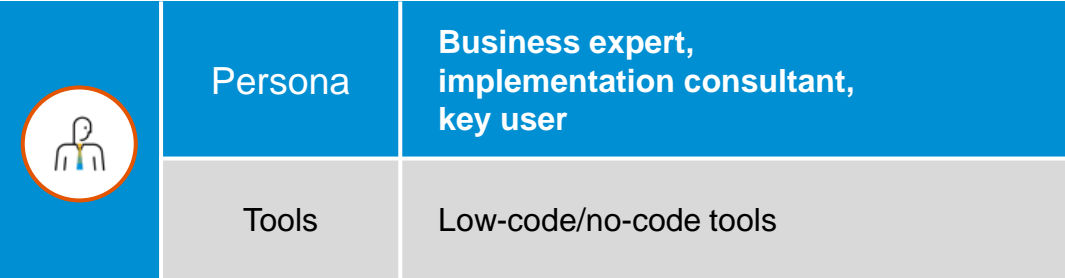 Persona
Business expert,
implementation consultant,
key user
Tools
Low-code/no-code tools